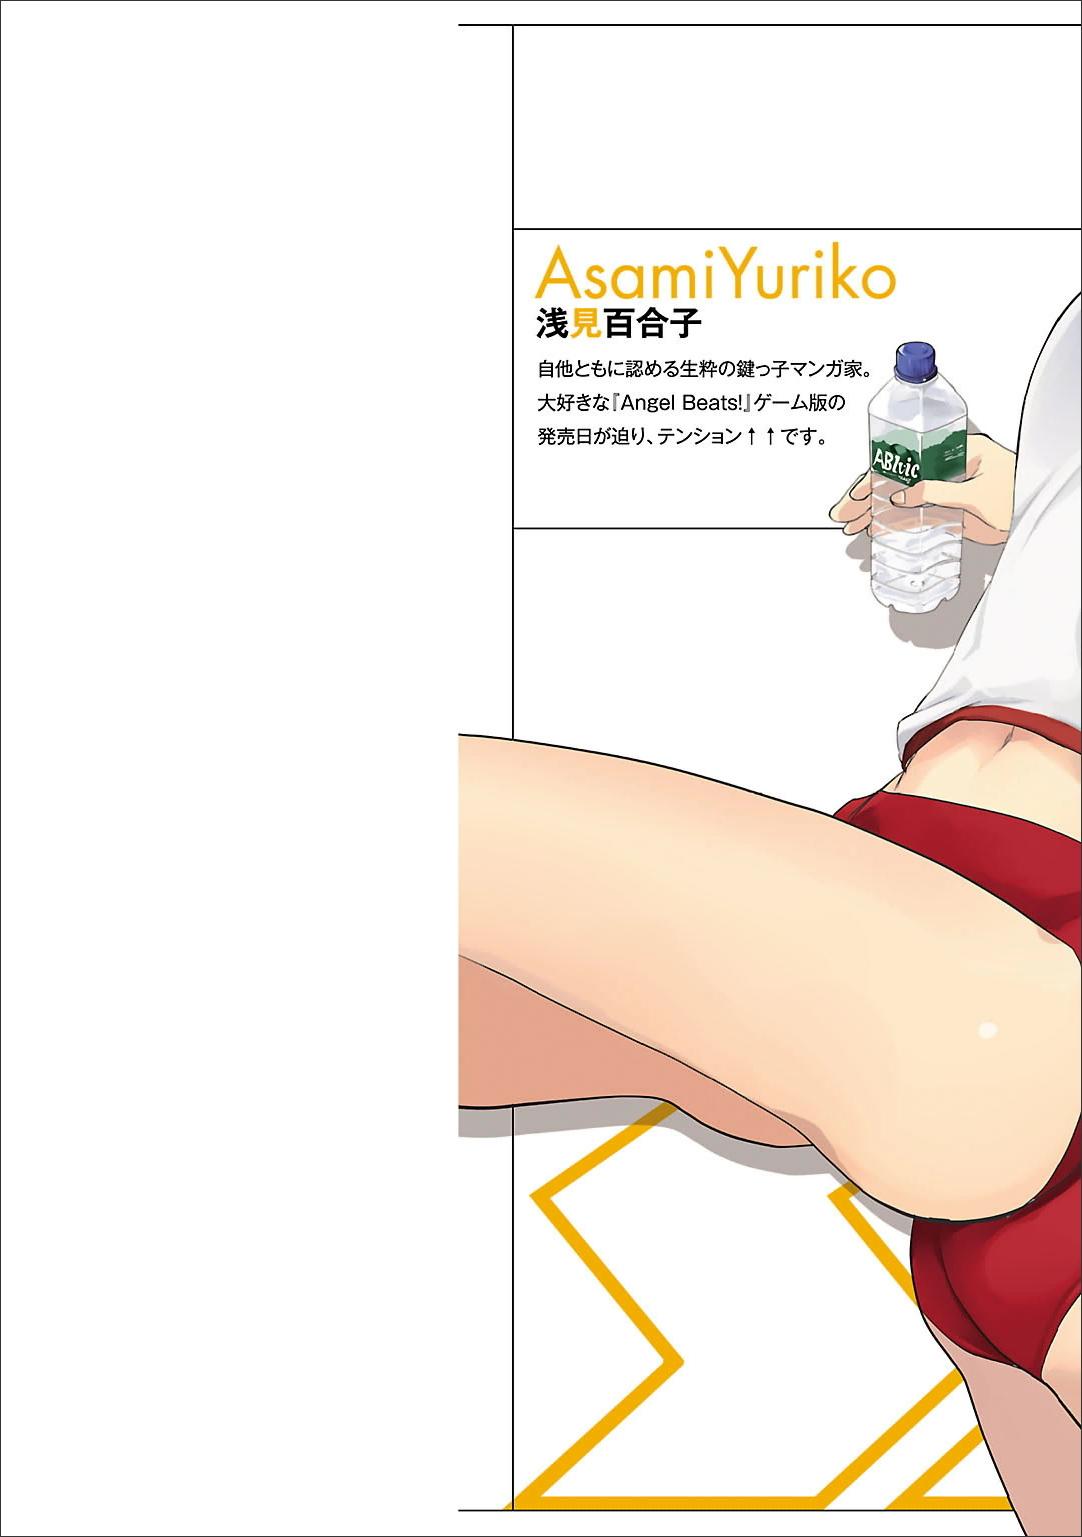 AsamiYuriko
浅見百合子
自他ともに認める生粋の鍵っ子マンガ家。
大好きな『Angel Beats!』ゲーム版の
発売日が迫り、テンション↑↑です。
ABlvic